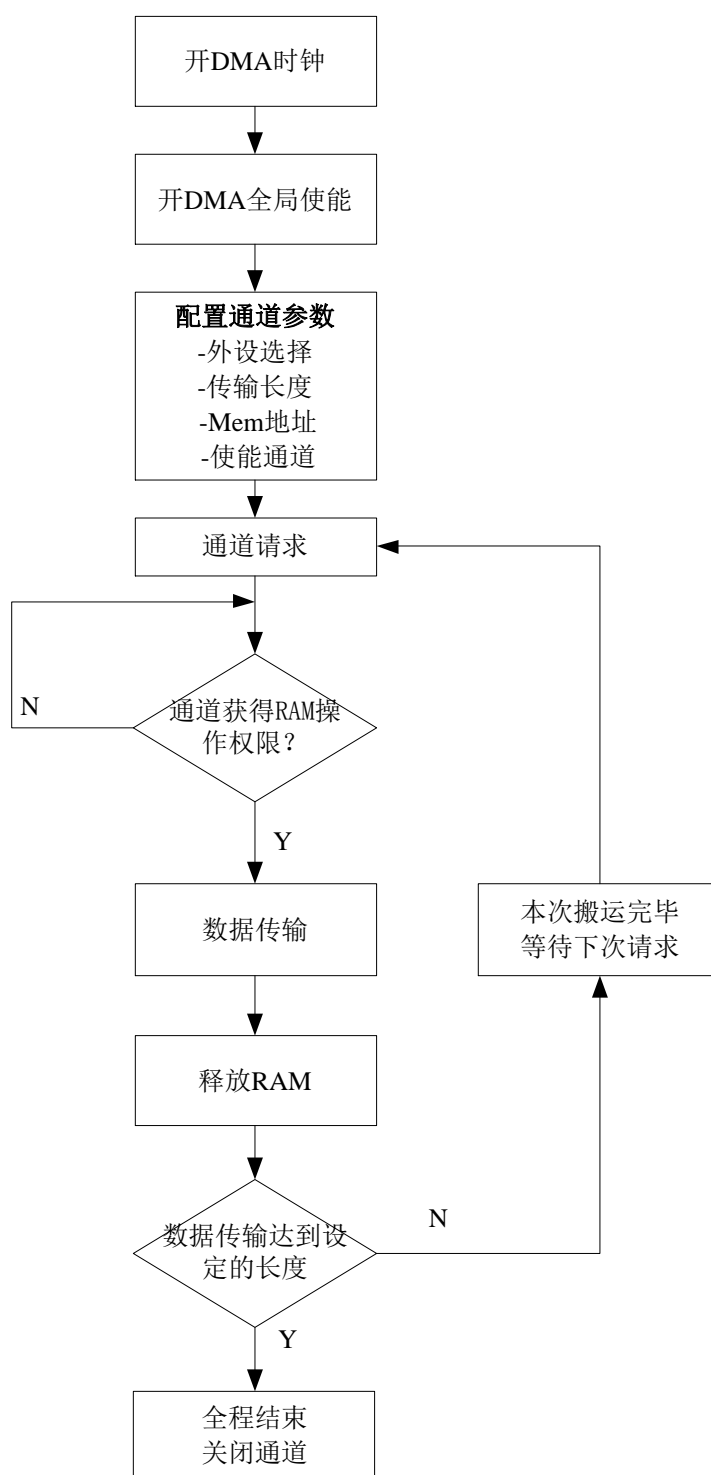 开DMA时钟
开DMA全局使能
配置通道参数
-外设选择
-传输长度
-Mem地址
-使能通道
通道请求
N
通道获得RAM操
作权限？
Y
数据传输
本次搬运完毕
等待下次请求
释放RAM
数据传输达到设
定的长度
N
Y
全程结束
关闭通道